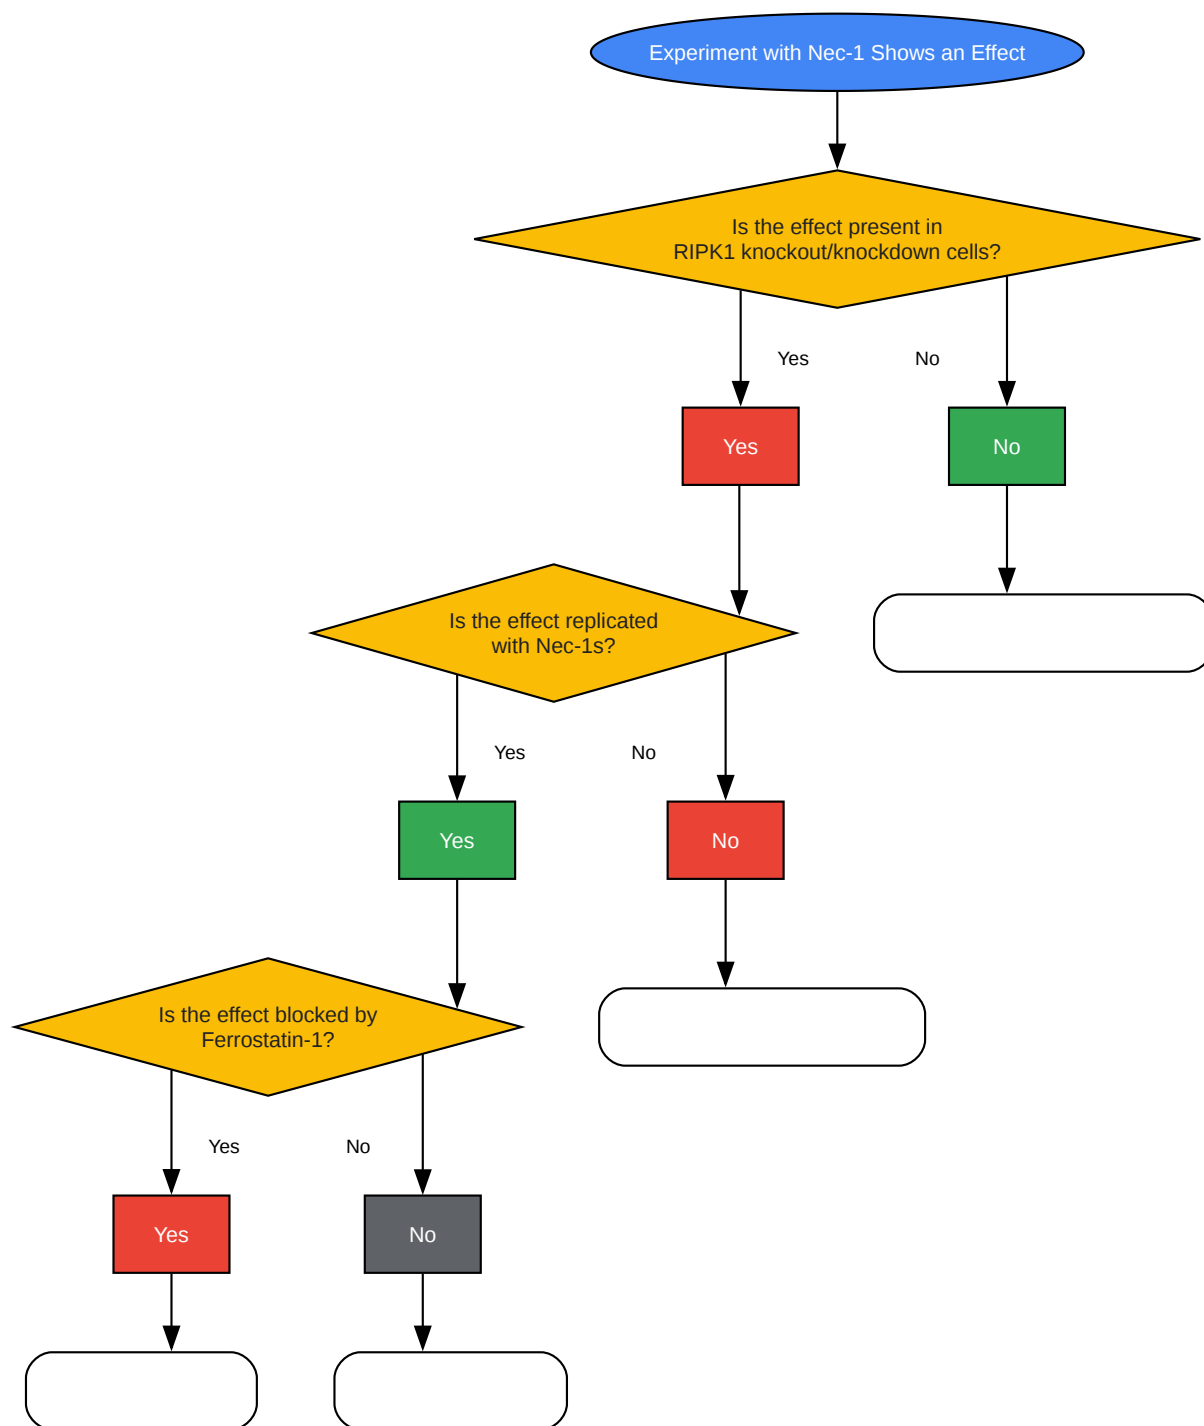 Experiment with Nec-1 Shows an Effect
Is the effect present in
RIPK1 knockout/knockdown cells?
Yes
No
Yes
No
Is the effect replicated
with Nec-1s?
Yes
No
Yes
No
Is the effect blocked by
Ferrostatin-1?
Yes
No
Yes
No